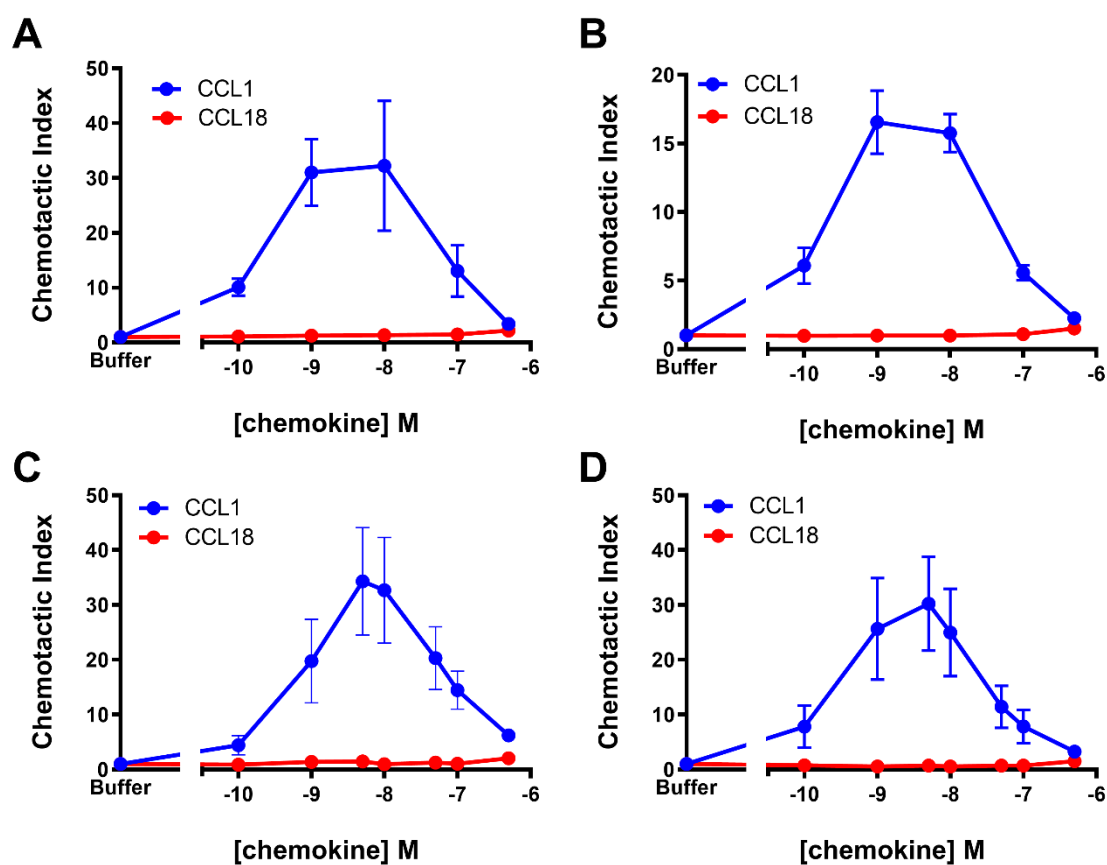 A
50
40
30
20
10
0
CCL1
CCL18
Chemotactic Index
Buffer
-10 -9 -8 -7 -6
[chemokine] M
B
20
15
10
5
0
CCL1
CCL18
Chemotactic Index
Buffer
-10 -9 -8 -7 -6
[chemokine] M
C
50
40
30
20
10
0
CCL1
CCL18
Chemotactic Index
Buffer
-10 -9 -8 -7 -6
[chemokine] M
D
50
40
30
20
10
0
CCL1
CCL18
Chemotactic Index
Buffer
-10 -9 -8 -7 -6
[chemokine] M